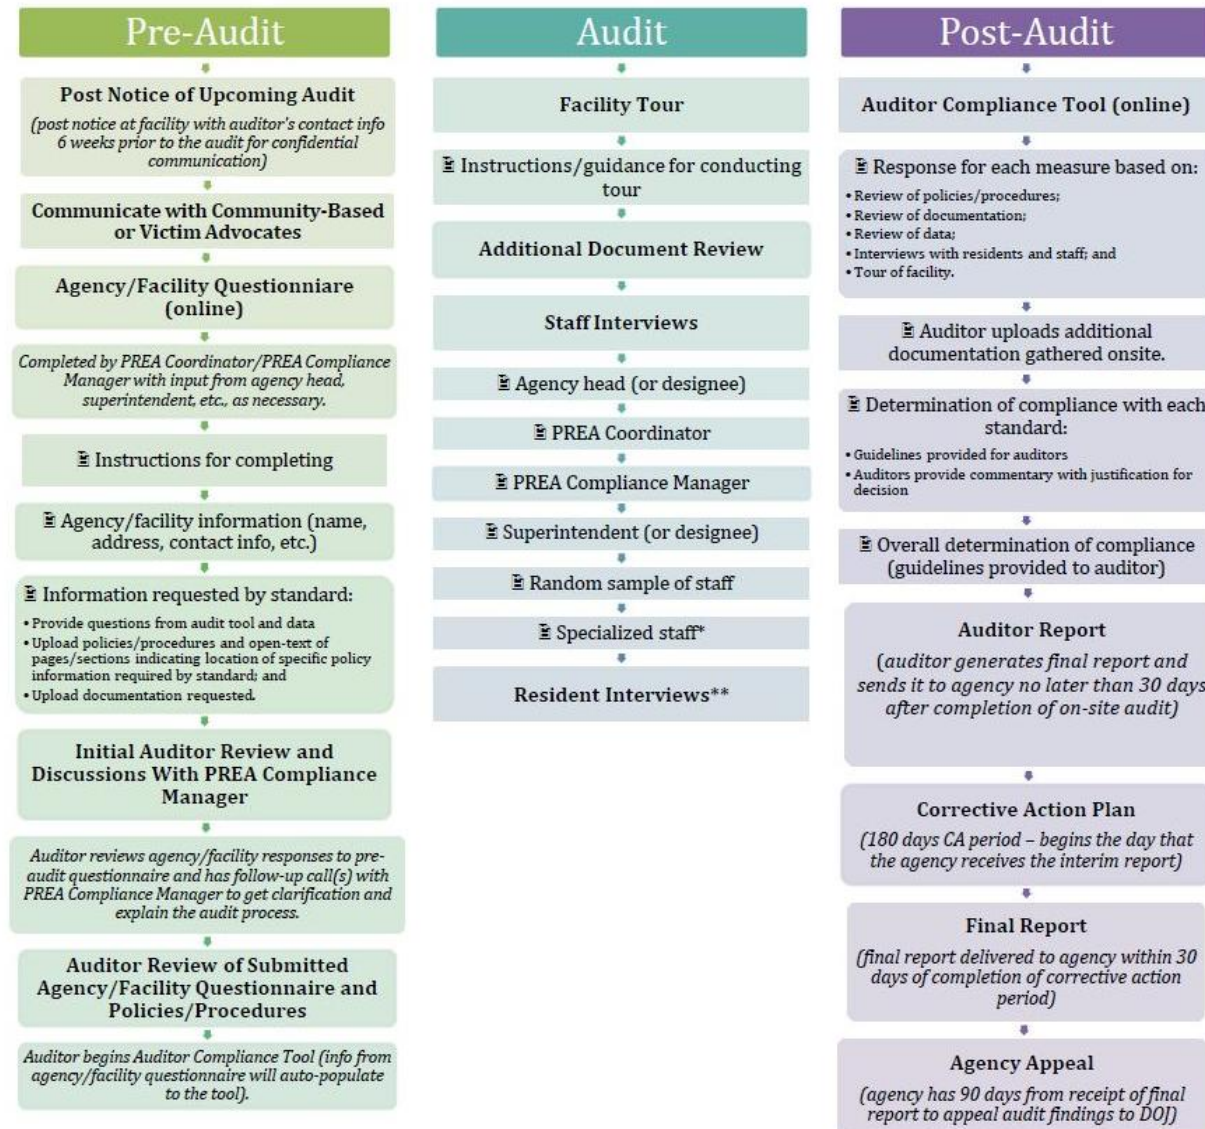 Pre-Audit
Post Notice of Upcoming Audit
(post notice at facility with auditor's contact info
6 weeks prior to the audit for confidential
communication)
Communicate with Community-Based
or Victim Advocates
Agency/Facility Questionniare
(online)
Completed by PREA Coordinator/PREA Compliance
Manager with input from agency head,
superintendent, etc., as necessary.
Instructions for completing
Agency/facility information (name,
address, contact info, etc.)
Information requested by standard:
• Provide questions from audit tool and data
• Upload policies/procedures and open-text of
pages/sections indicating location of specific policy
information required by standard; and
• Upload documentation requested.
Initial Auditor Review and
Discussions With PREA Compliance
Manager
Auditor reviews agency/facility responses to pre-
audit questionnaire and has follow-up call(s) with
PREA Compliance Manager to get clarification and
explain the audit process.
Auditor Review of Submitted
Agency/Facility Questionnaire and
Policies/Procedures
Auditor begins Auditor Compliance Tool (info from
agency/facility questionnaire will auto-populate
to the tool).
Audit
Facility Tour
Instructions/guidance for conducting
tour
Additional Document Review
Staff Interviews
Agency head (or designee)
PREA Coordinator
PREA Compliance Manager
Superintendent (or designee)
Random sample of staff
Specialized staff*
Resident Interviews**
Post-Audit
Auditor Compliance Tool (online)
Response for each measure based on:
• Review of policies/procedures;
• Review of documentation;
• Review of data;
• Interviews with residents and staff; and
• Tour of facility.
Auditor uploads additional
documentation gathered onsite.
Determination of compliance with each
standard:
• Guidelines provided for auditors
• Auditors provide commentary with justification for
decision
Overall determination of compliance
(guidelines provided to auditor)
Auditor Report
(auditor generates final report and
sends it to agency no later than 30 days
after completion of on-site audit)
Corrective Action Plan
(180 days CA period – begins the day that
the agency receives the interim report)
Final Report
(final report delivered to agency within 30
days of completion of corrective action
period)
Agency Appeal
(agency has 90 days from receipt of final
report to appeal audit findings to DOJ)